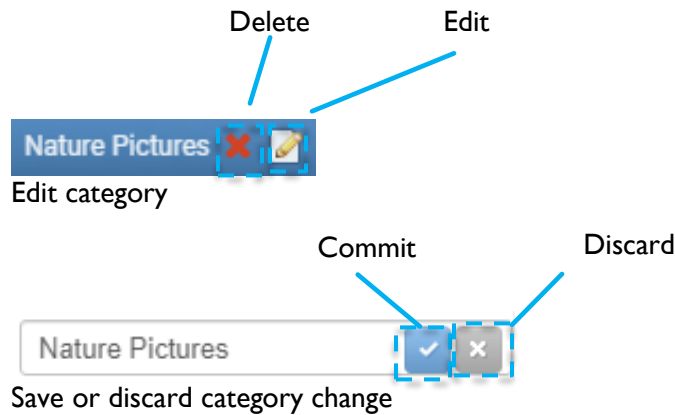 Delete Edit
Nature Pictures
Edit category
Commit Discard
Nature Pictures
Save or discard category change